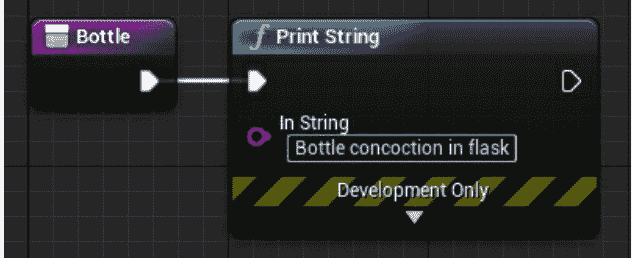 Bottle
Print String
In String
Bottle concoction in flask
Development Only